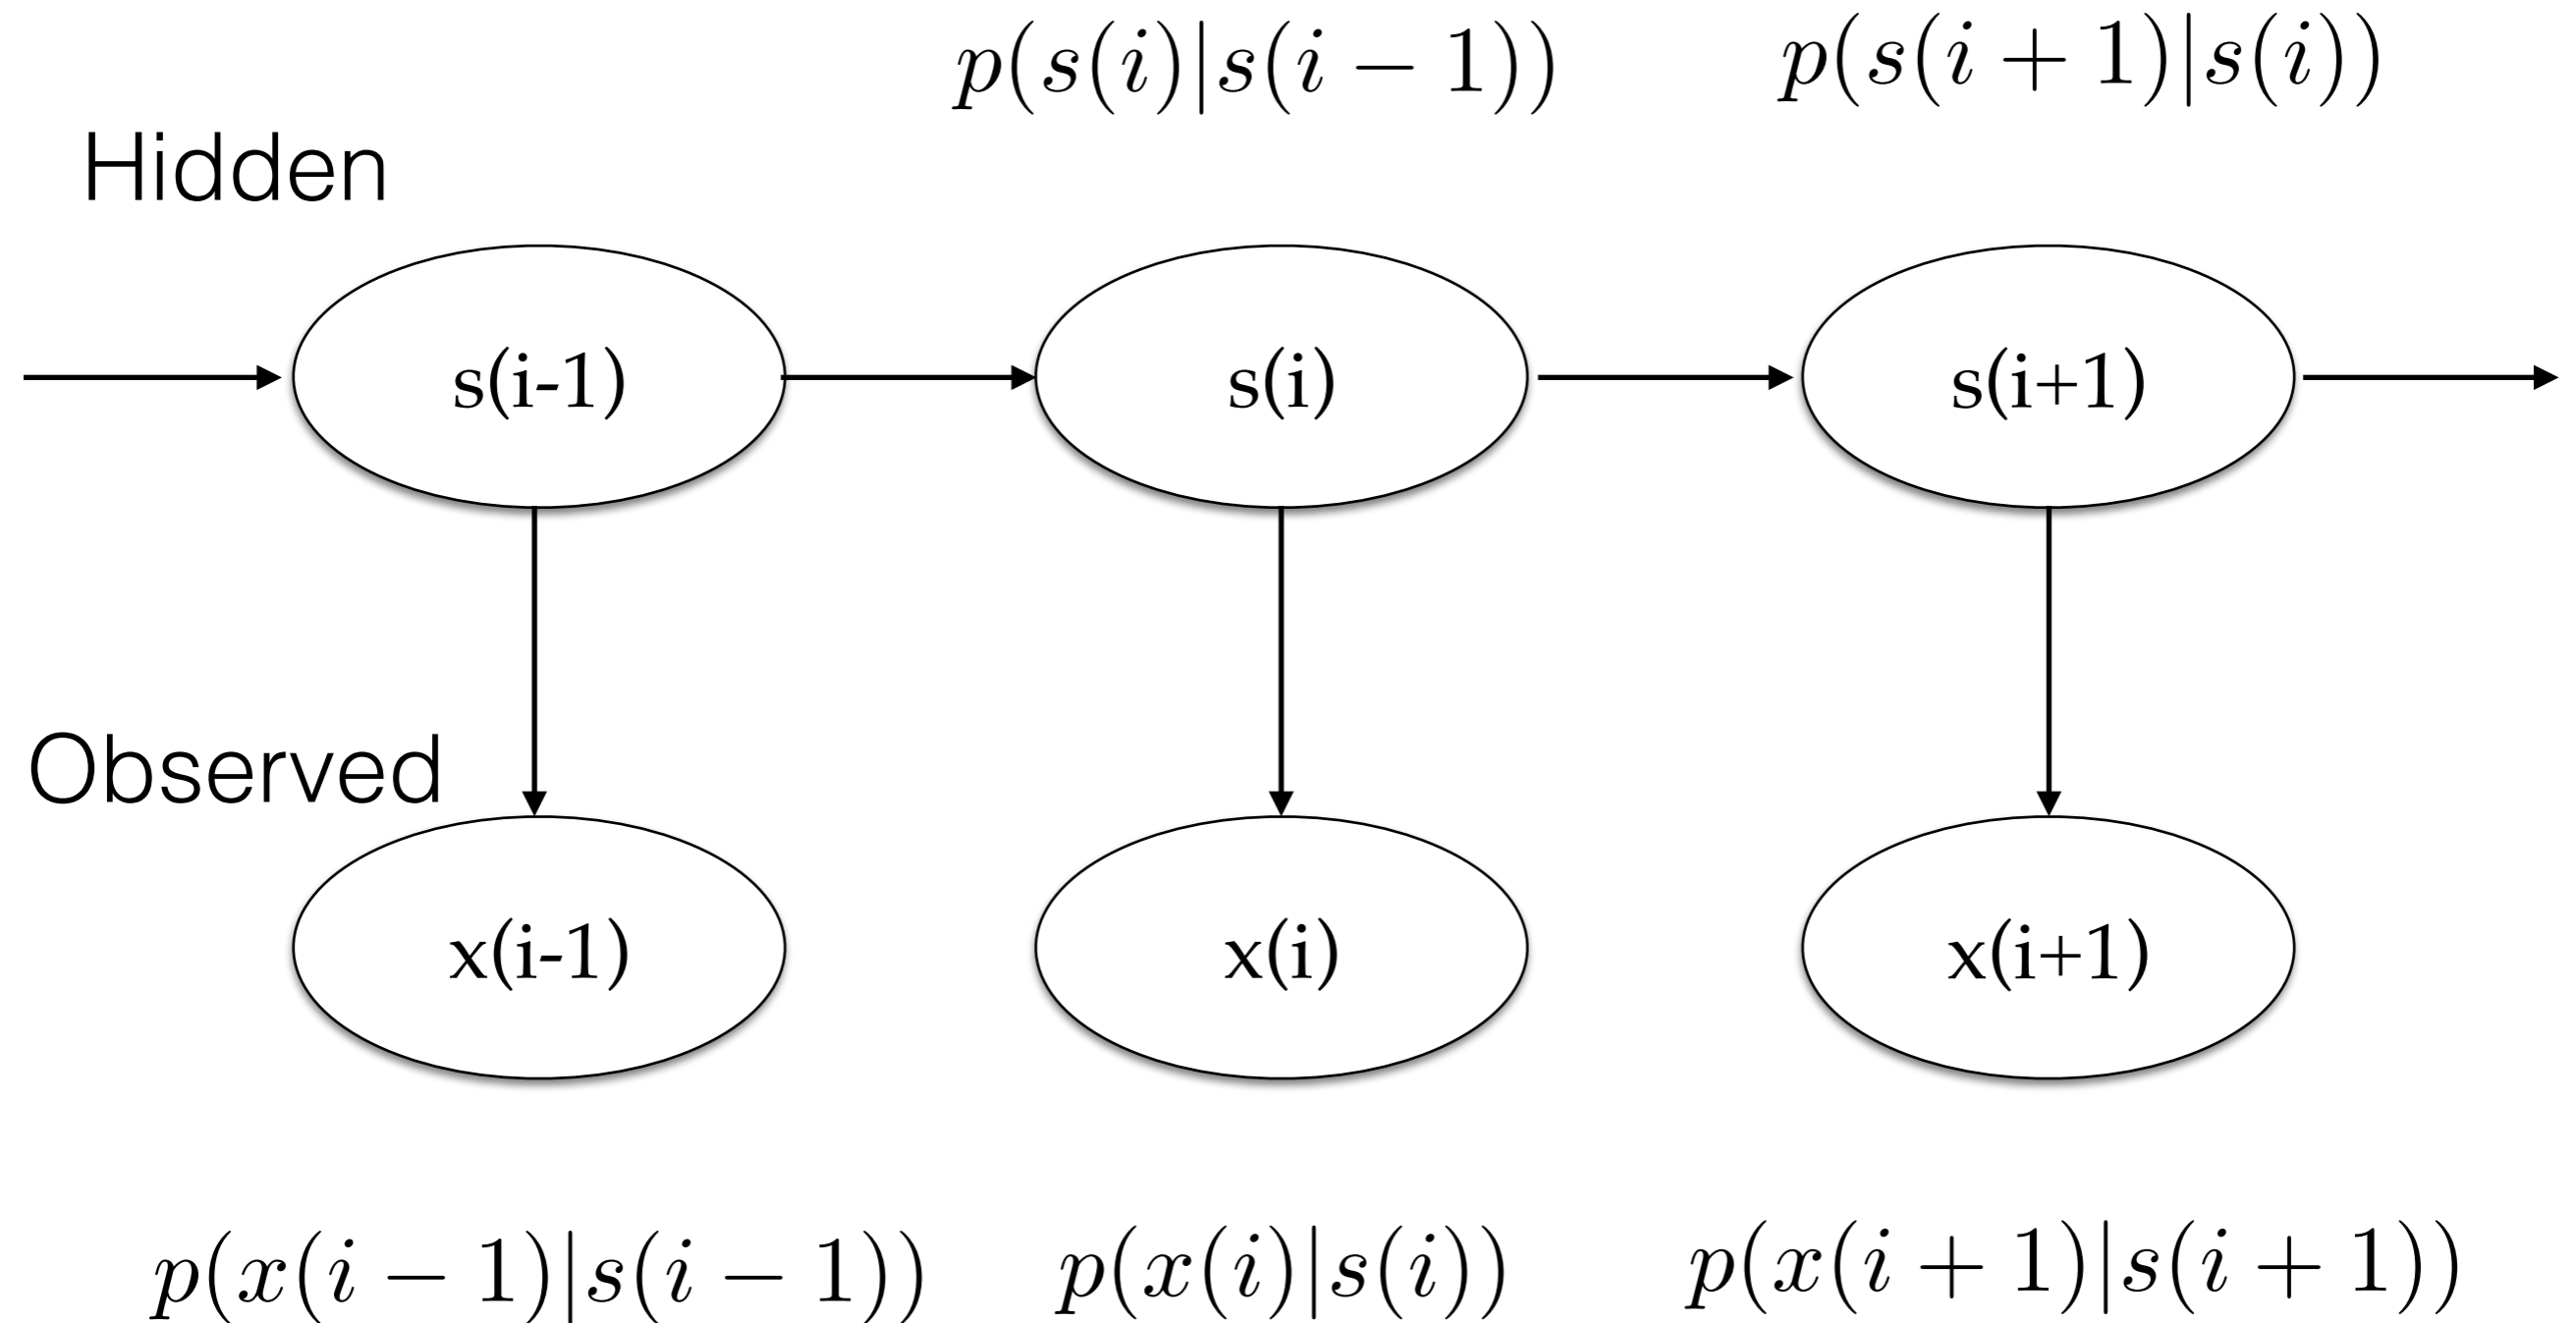 p(s(i)|s(i − 1)) p(s(i + 1)|s(i))
Hidden
s(i-1) s(i) s(i+1)
Observed
x(i-1) x(i) x(i+1)
p(x(i − 1)|s(i − 1)) p(x(i)|s(i)) p(x(i + 1)|s(i + 1))